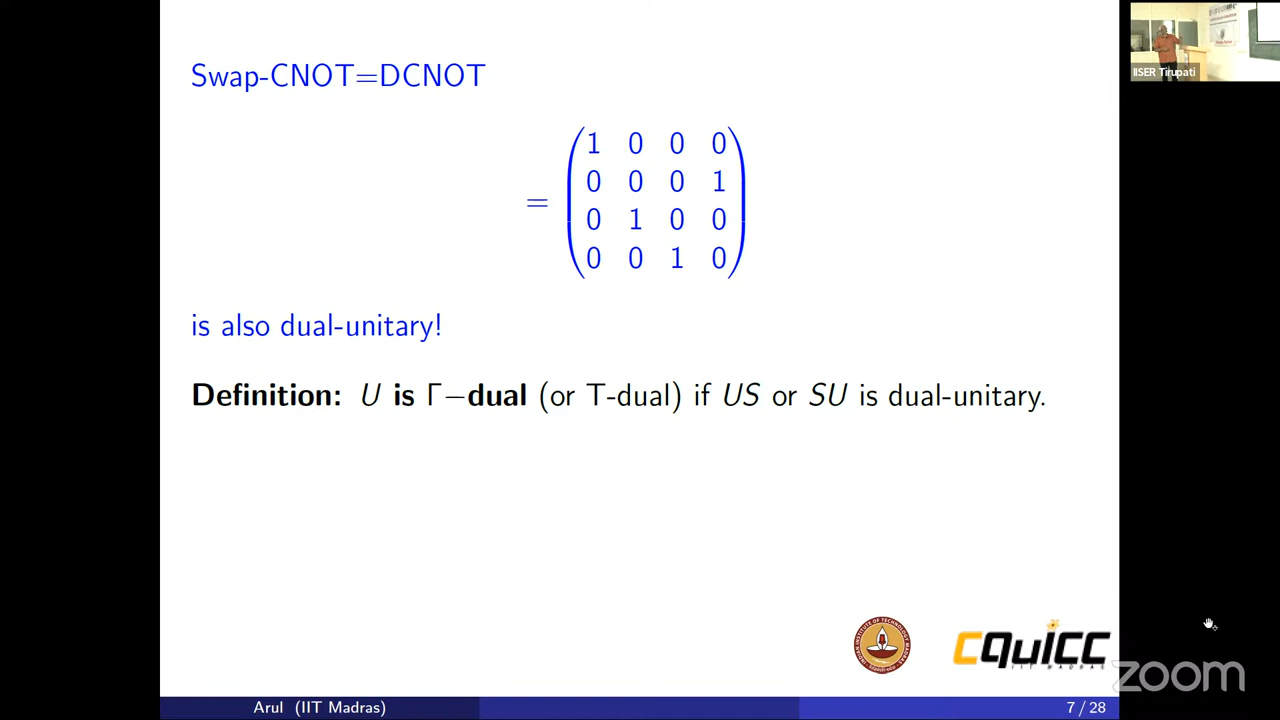 Swap-CNOT=DCNOT
= 
1 0 0 0
0 0 0 1
0 1 0 0
0 0 1 0
is also dual-unitary!
Definition: U is Γ−dual (or T-dual) if US or SU is dual-unitary.
IISER Tirupati
CQuICC
IIT MADRAS
zoom
Arul (IIT Madras)
7 / 28